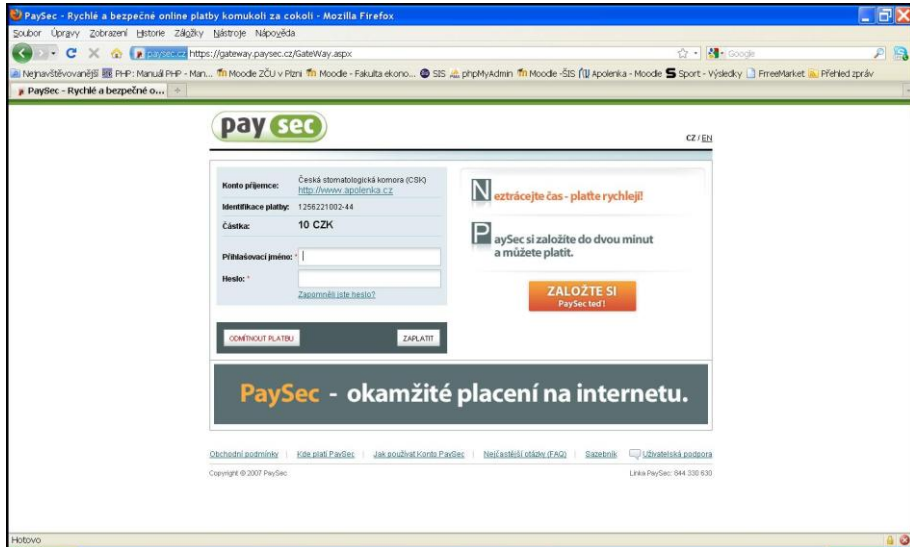 PaySec - Rychlé a bezpečné online platby komukoli za cokoli - Mozilla Firefox
Soubor Úpravy Zobrazení Historie Záložky Nástroje Nápověda
paysec.cz https://gateway.paysec.cz/GateWay.aspx
Google
Nejnavštěvovanější PHP: Manuál PHP - Man... Moodle ZČU v Plzni Moodle - Fakulta ekono... SIS phpMyAdmin Moodle -ŠIS Apolenka - Moodle Sport - Výsledky FrreeMarket Přehled zpráv
PaySec - Rychlé a bezpečné o...
pay sec
CZ / EN
Konto příjemce: Česká stomatologická komora (CSK)
http://www.apolenka.cz
Identifikace platby: 1256221002-44
Částka: 10 CZK
Přihlašovací jméno: *
Heslo: *
Zapomněli jste heslo?
ODMÍTNOUT PLATBU ZAPLATIT
Neztrácejte čas - plaťte rychleji!
PaySec si založíte do dvou minut
a můžete platit.
ZALOŽTE SI
PaySec teď!
PaySec - okamžité placení na internetu.
Obchodní podmínky | Kde platí PaySec | Jak používat Konto PaySec | Nejčastější otázky (FAQ) | Sazebník Uživatelská podpora
Copyright © 2007 PaySec. Linka PaySec: 844 330 630
Hotovo